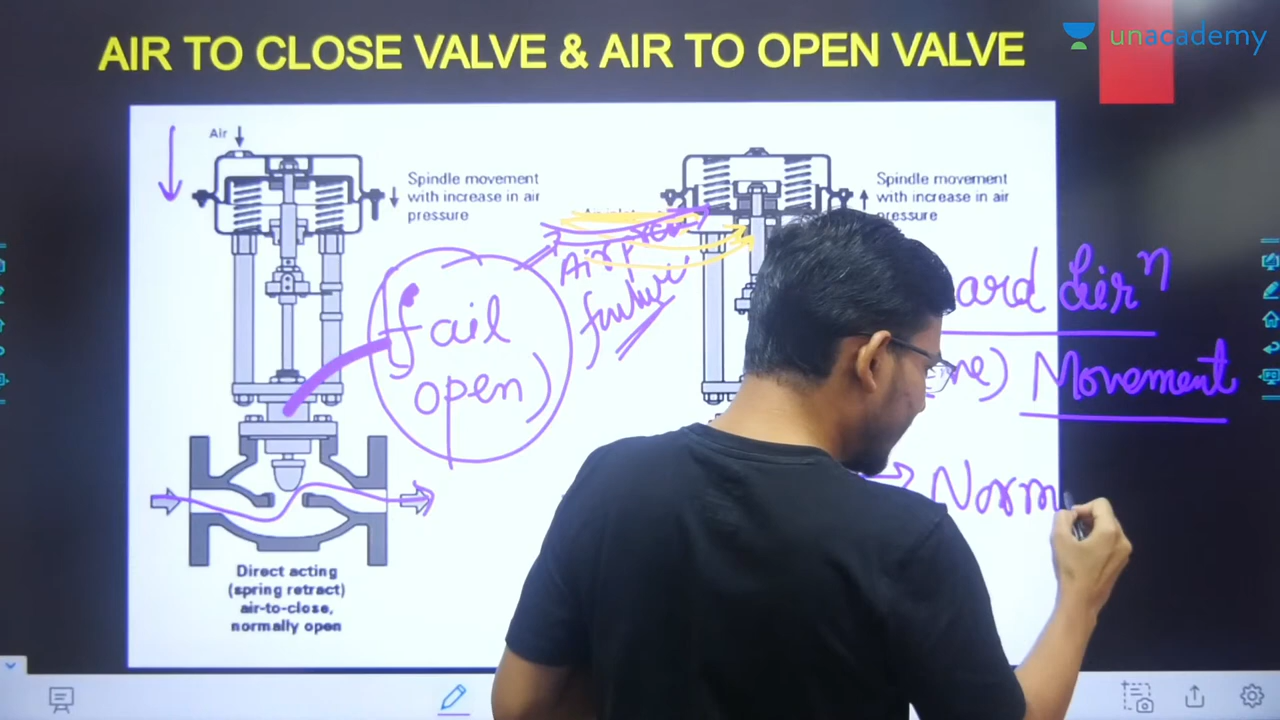 AIR TO CLOSE VALVE & AIR TO OPEN VALVE
unacademy
Air
Spindle movement
with increase in air
pressure
Spindle movement
with increase in air
pressure
Air
failure
fail
open)
Movement
Norm
Direct acting
(spring retract)
air-to-close,
normally open